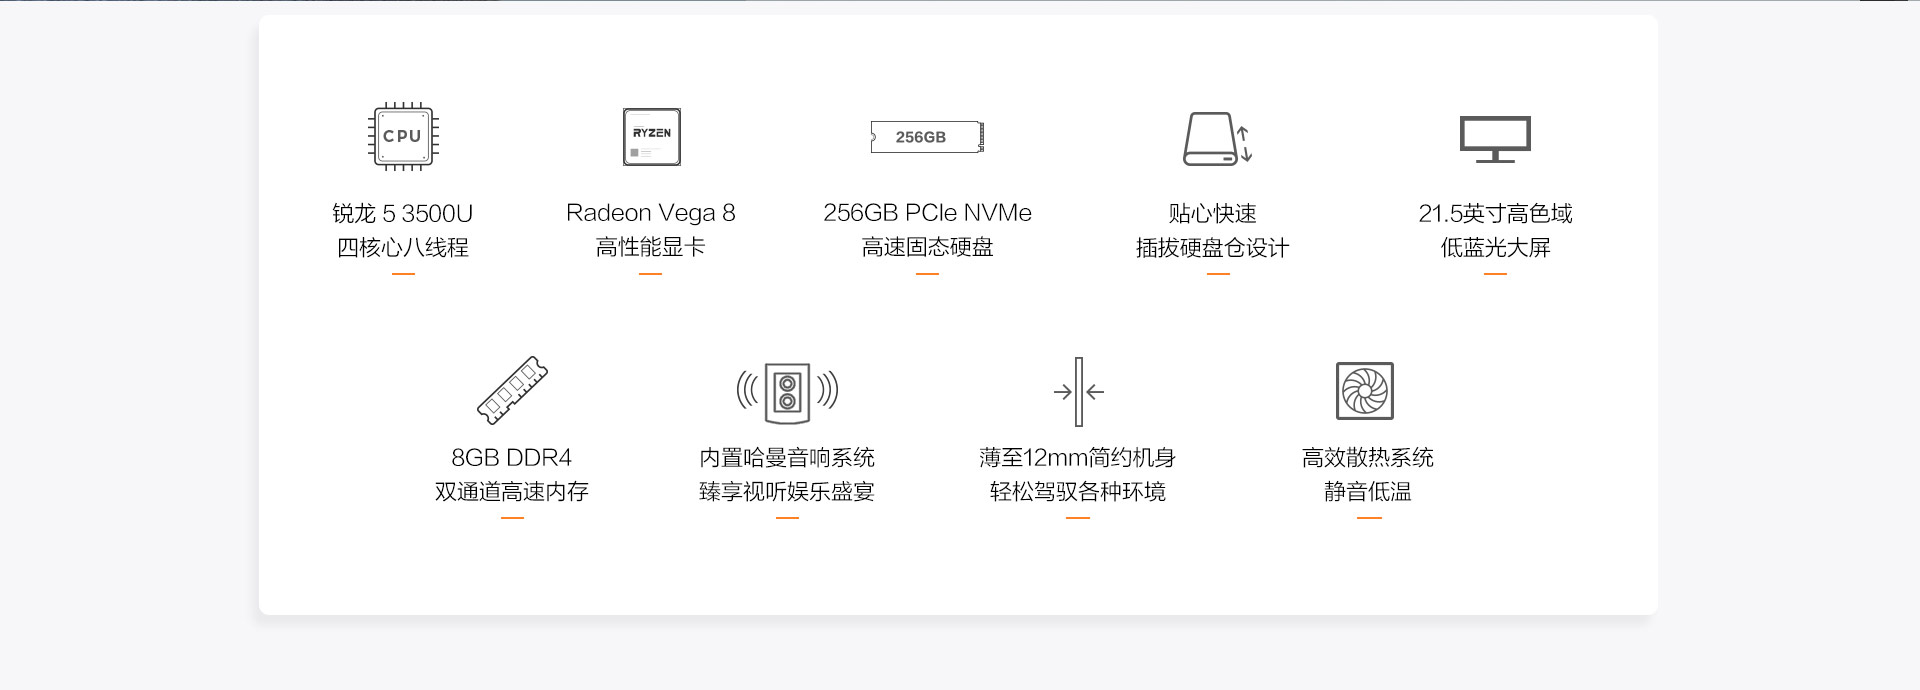 CPU
锐龙 5 3500U
四核心八线程
RYZEN
Radeon Vega 8
高性能显卡
256GB
256GB PCIe NVMe
高速固态硬盘
贴心快速
插拔硬盘仓设计
21.5英寸高色域
低蓝光大屏
8GB DDR4
双通道高速内存
内置哈曼音响系统
臻享视听娱乐盛宴
薄至12mm简约机身
轻松驾驭各种环境
高效散热系统
静音低温